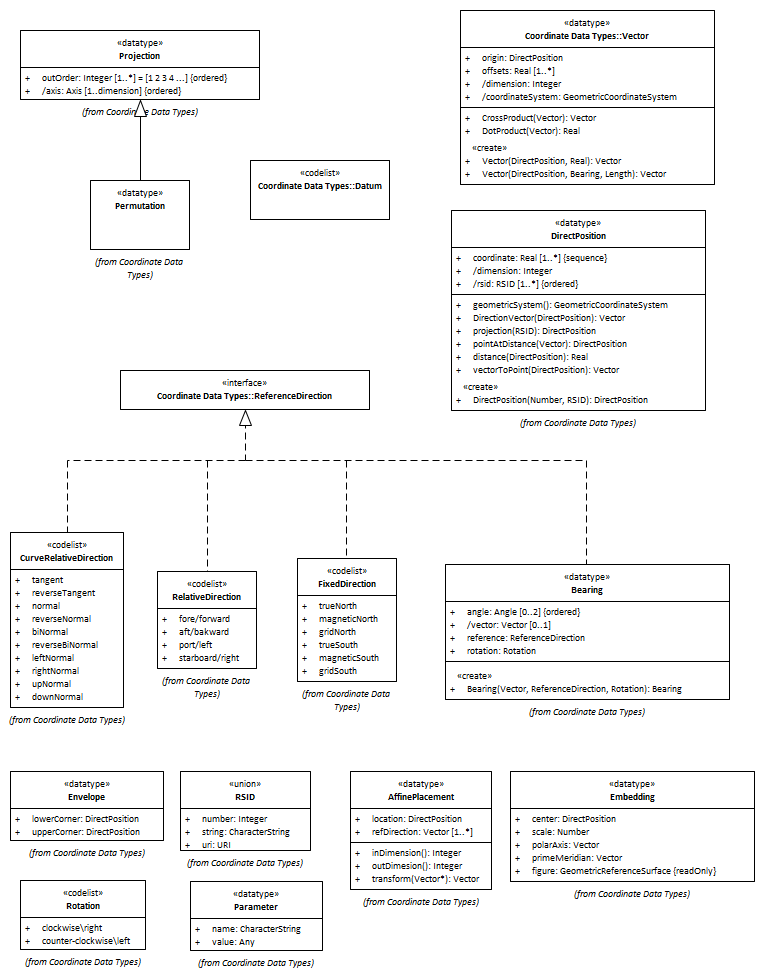 «datatype»
Projection
+ outOrder: Integer [1..*] = [1 2 3 4 ...] {ordered}
+ /axis: Axis [1..dimension] {ordered}
(from Coordinate Data Types)
«datatype»
Permutation
(from Coordinate Data
Types)
«codelist»
Coordinate Data Types::Datum
«datatype»
Coordinate Data Types::Vector
+ origin: DirectPosition
+ offsets: Real [1..*]
+ /dimension: Integer
+ /coordinateSystem: GeometricCoordinateSystem
+ CrossProduct(Vector): Vector
+ DotProduct(Vector): Real
«create»
+ Vector(DirectPosition, Real): Vector
+ Vector(DirectPosition, Bearing, Length): Vector
«datatype»
DirectPosition
+ coordinate: Real [1..*] {sequence}
+ /dimension: Integer
+ /rsid: RSID [1..*] {ordered}
+ geometricSystem(): GeometricCoordinateSystem
+ DirectionVector(DirectPosition): Vector
+ projection(RSID): DirectPosition
+ pointAtDistance(Vector): DirectPosition
+ distance(DirectPosition): Real
+ vectorToPoint(DirectPosition): Vector
«create»
+ DirectPosition(Number, RSID): DirectPosition
(from Coordinate Data Types)
«interface»
Coordinate Data Types::ReferenceDirection
«codelist»
CurveRelativeDirection
+ tangent
+ reverseTangent
+ normal
+ reverseNormal
+ biNormal
+ reverseBiNormal
+ leftNormal
+ rightNormal
+ upNormal
+ downNormal
(from Coordinate Data Types)
«codelist»
RelativeDirection
+ fore/forward
+ aft/bakward
+ port/left
+ starboard/right
(from Coordinate Data
Types)
«codelist»
FixedDirection
+ trueNorth
+ magneticNorth
+ gridNorth
+ trueSouth
+ magneticSouth
+ gridSouth
(from Coordinate Data
Types)
«datatype»
Bearing
+ angle: Angle [0..2] {ordered}
+ /vector: Vector [0..1]
+ reference: ReferenceDirection
+ rotation: Rotation
«create»
+ Bearing(Vector, ReferenceDirection, Rotation): Bearing
(from Coordinate Data Types)
«datatype»
Envelope
+ lowerCorner: DirectPosition
+ upperCorner: DirectPosition
(from Coordinate Data Types)
«union»
RSID
+ number: Integer
+ string: CharacterString
+ uri: URI
(from Coordinate Data Types)
«datatype»
AffinePlacement
+ location: DirectPosition
+ refDirection: Vector [1..*]
+ inDimension(): Integer
+ outDimesion(): Integer
+ transform(Vector*): Vector
(from Coordinate Data Types)
«datatype»
Embedding
+ center: DirectPosition
+ scale: Number
+ polarAxis: Vector
+ primeMeridian: Vector
+ figure: GeometricReferenceSurface {readOnly}
(from Coordinate Data Types)
«codelist»
Rotation
+ clockwise\right
+ counter-clockwise\left
(from Coordinate Data Types)
«datatype»
Parameter
+ name: CharacterString
+ value: Any
(from Coordinate Data Types)